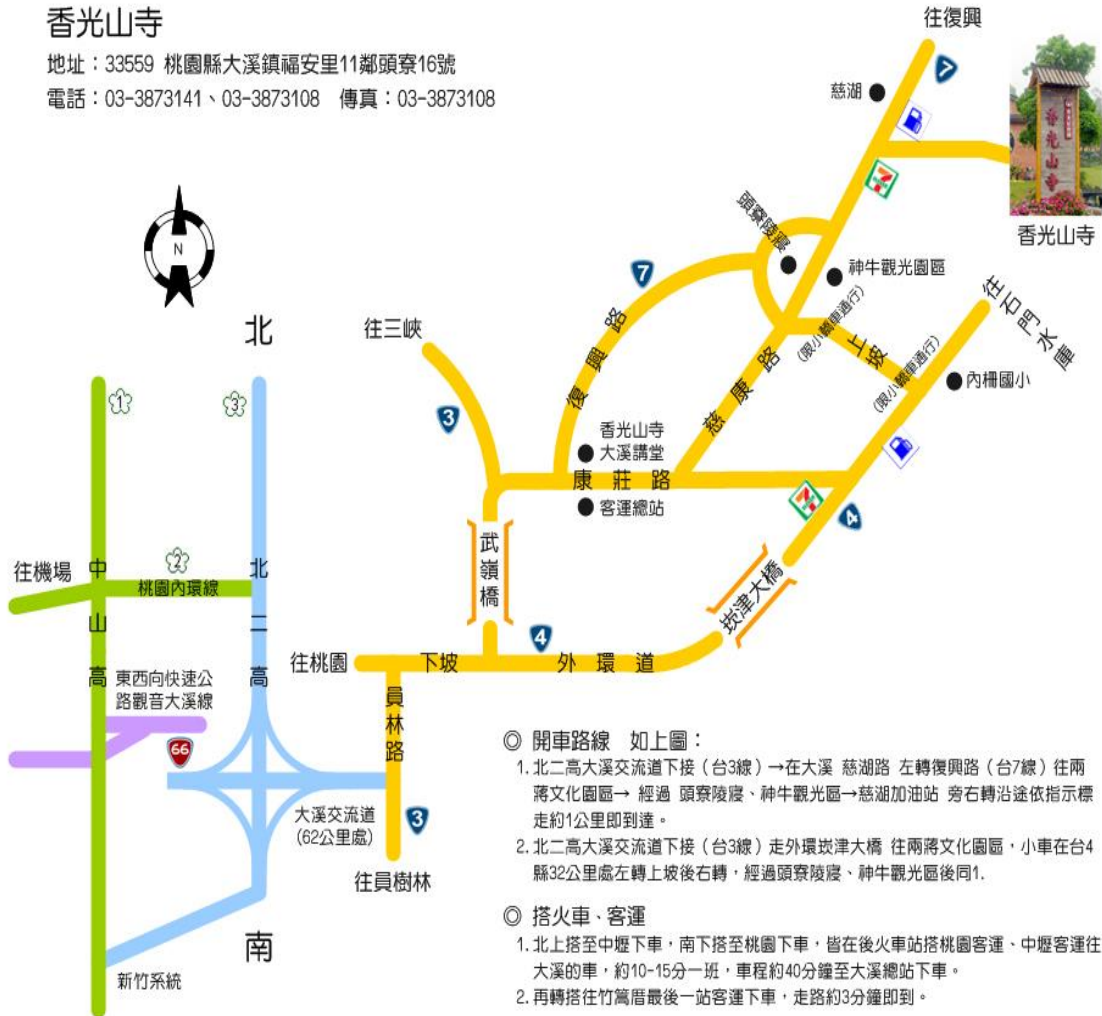 香光山寺
地址：33559 桃園縣大溪鎮福安里11鄰頭寮16號
電話：03-3873141、03-3873108 傳真：03-3873108
往復興
7
慈湖
香光山寺
7-ELEVEN
香光山寺
頭寮陵寢
神牛觀光園區
N
7
往石門水庫
北
往三峽
復興路
慈康路
(限小轎車通行)
上坡
(限小轎車通行)
內柵國小
1
3
3
香光山寺
大溪講堂
康莊路
客運總站
7-ELEVEN
4
武嶺橋
崁津大橋
往機場
中山高
2
桃園內環線
北二高
往桃園
下坡
4
外環道
東西向快速公
路觀音大溪線
66
員林路
大溪交流道
(62公里處)
3
往員樹林
南
新竹系統
◎ 開車路線 如上圖：
1. 北二高大溪交流道下接（台3線）→在大溪 慈湖路 左轉復興路（台7線）往兩
蔣文化園區→ 經過 頭寮陵寢、神牛觀光區→慈湖加油站 旁右轉沿途依指示標
走約1公里即到達。
2. 北二高大溪交流道下接（台3線）走外環崁津大橋 往兩蔣文化園區，小車在台4
縣32公里處左轉上坡後右轉，經過頭寮陵寢、神牛觀光區後同1.
◎ 搭火車、客運
1. 北上搭至中壢下車，南下搭至桃園下車，皆在後火車站搭桃園客運、中壢客運往
大溪的車，約10-15分一班，車程約40分鐘至大溪總站下車。
2. 再轉搭往竹篙厝最後一站客運下車，走路約3分鐘即到。